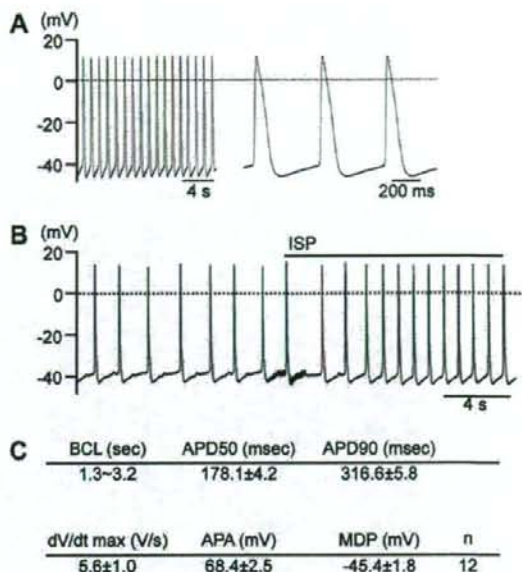 A (mV)
20
0
-20
-40
4 s
200 ms
B (mV)
ISP
20
0
-20
-40
4 s
C
BCL (sec) APD50 (msec) APD90 (msec)
1.3~3.2 178.1±4.2 316.6±5.8
dV/dt max (V/s) APA (mV) MDP (mV) n
5.6±1.0 68.4±2.5 -45.4±1.8 12